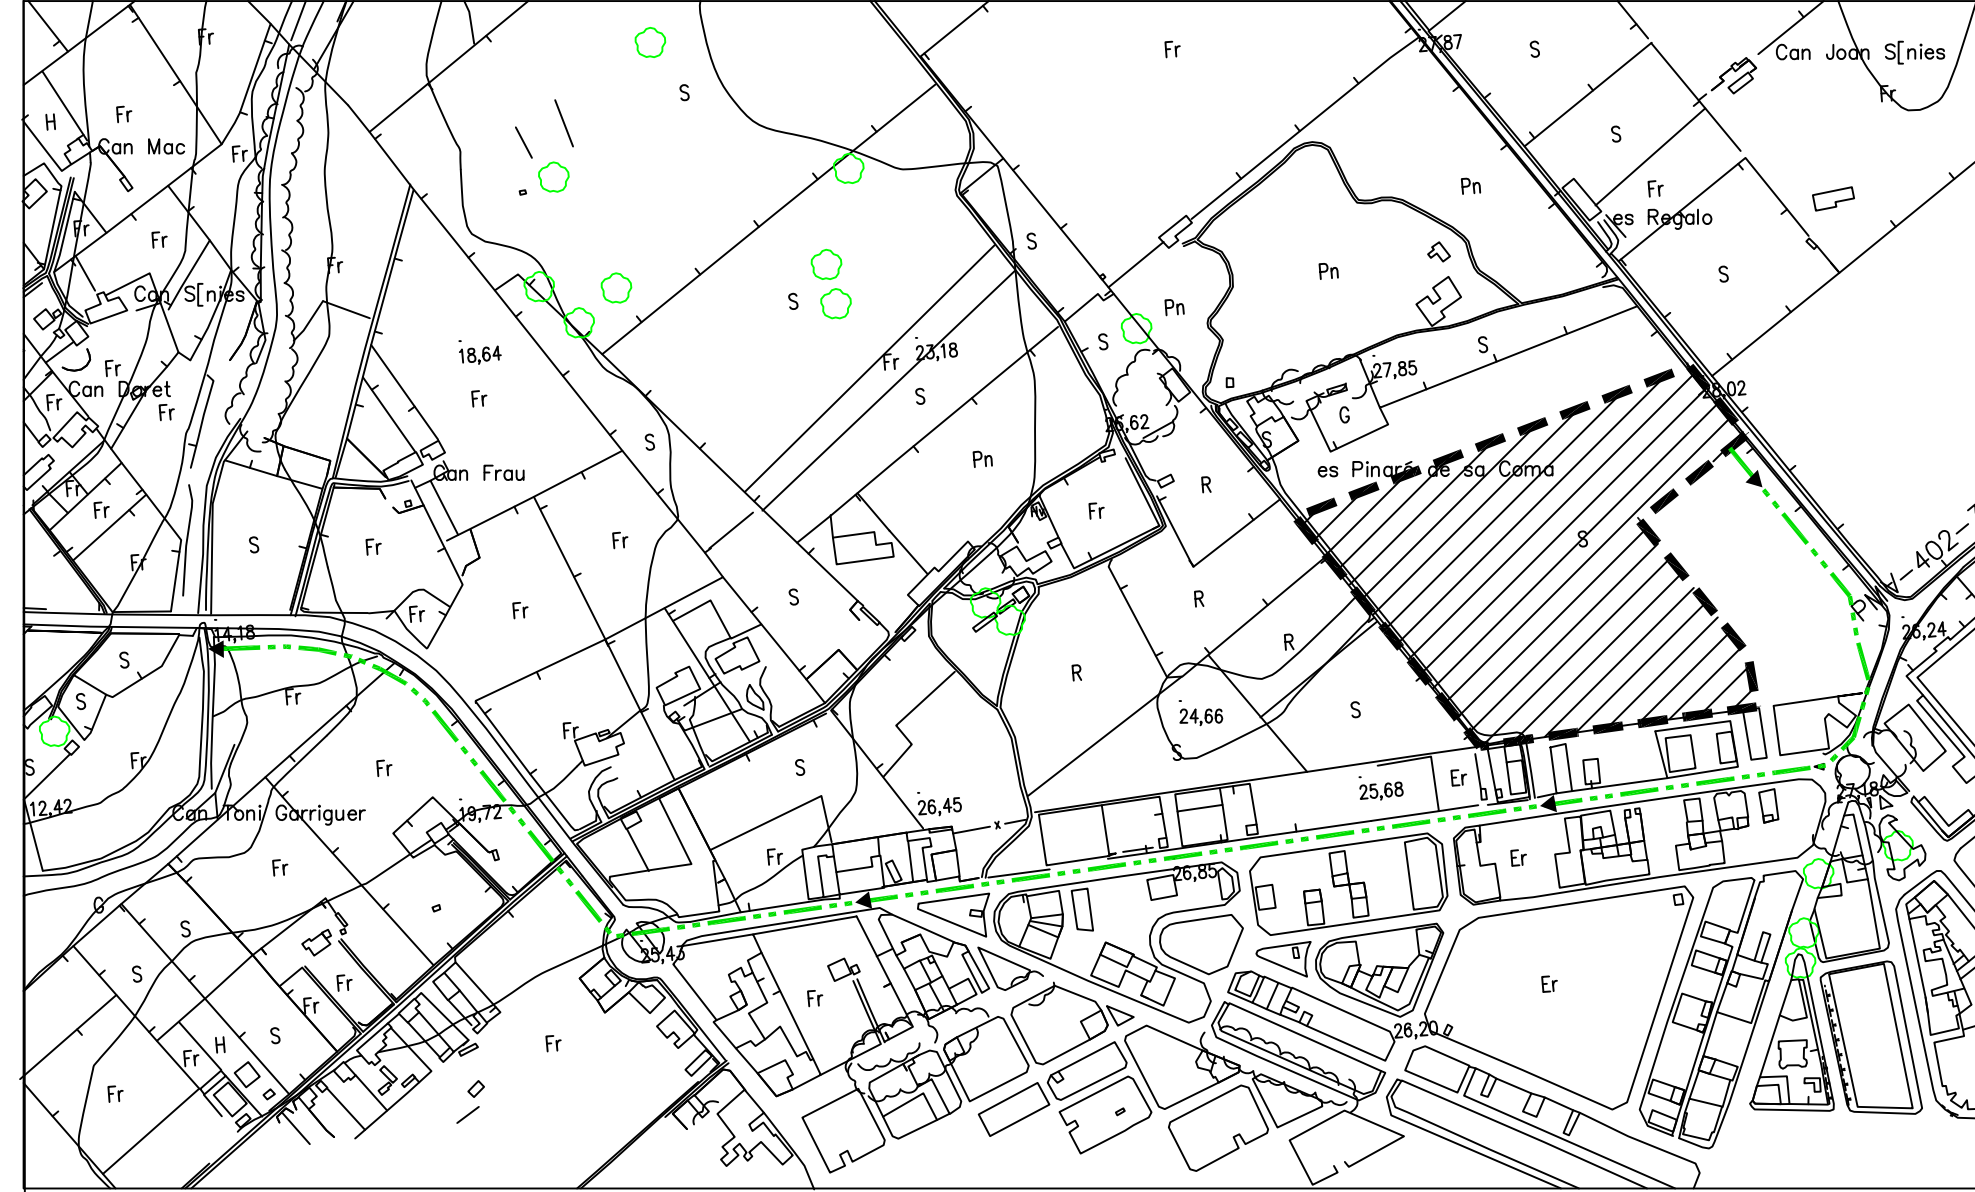 Fr
S
Fr
27,87
S
Can Joan S[nies
S
Fr
H
Fr
Can Mac
Fr
S
Fr
Pn
es Regalo
Fr
Fr
Fr
S
Pn
S
Can S[nies
S
Pn
18,64
Fr
23,18
S
S
27,85
Fr
Can Daret
Fr
Fr
Fr
S
28,02
26,62
G
S
S
Can Frau
Pn
R
es Pinaró de sa Coma
Fr
Fr
Fr
S
Fr
Fr
Fr
S
Fr
Fr
Fr
S
R
14,18
26,24
S
R
S
Fr
R
24,66
S
Fr
S
S
Fr
Fr
S
Er
12,42
Can Toni Garriguer
19,72
26,45
25,68
27,18
x
Fr
Fr
26,85
Er
G
S
25,43
S
Fr
Fr
Fr
Er
Fr
H
S
Fr
26,20
Fr